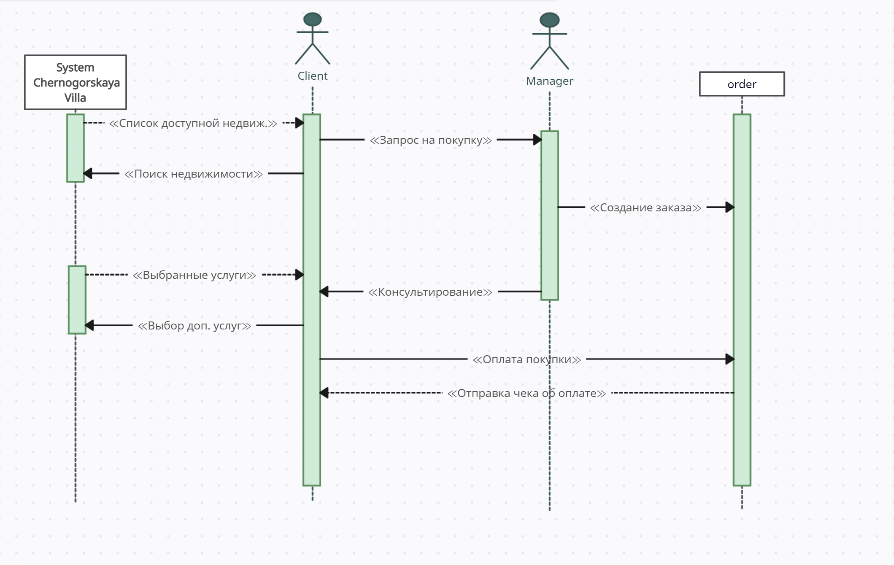 System
Chernogorskaya
Villa
Client
Manager
order
≪Список доступной недвиж.≫
≪Запрос на покупку≫
≪Поиск недвижимости≫
≪Создание заказа≫
≪Выбранные услуги≫
≪Консультирование≫
≪Выбор доп. услуг≫
≪Оплата покупки≫
≪Отправка чека об оплате≫